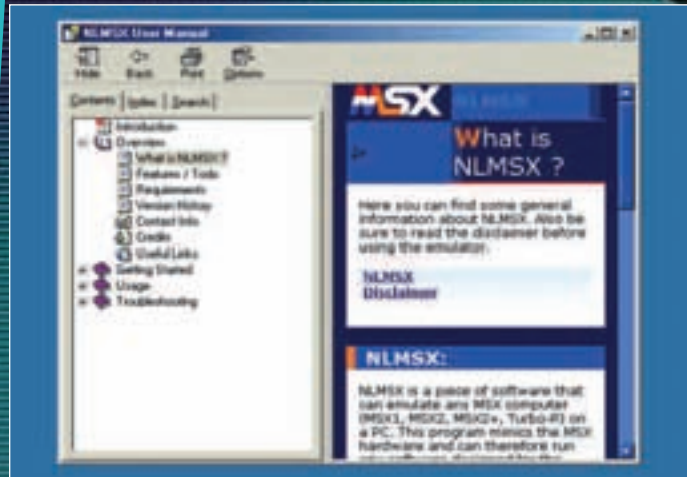 NLMSX User Manual
Hide Back Print Options
Contents Index Search
Introduction
Overview
What is NLMSX ?
Features / Todo
Requirements
Version History
Contact Info
Credits
Useful Links
Getting Started
Usage
Troubleshooting
MSX
What is
NLMSX ?
Here you can find some general
information about NLMSX. Also be
sure to read the disclaimer before
using the emulator.
NLMSX
Disclaimer
NLMSX:
NLMSX is a piece of software that
can emulate any MSX computer
(MSX1, MSX2, MSX2+, Turbo-R) on
a PC. This program mimics the MSX
hardware and can therefore run